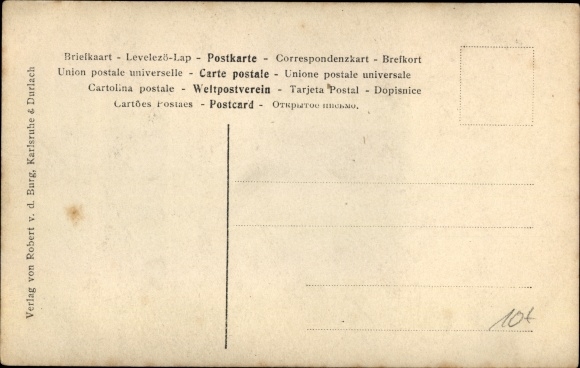 Briefkaart - Levelezö-Lap - Postkarte - Correspondenzkart - Brefkort
Union postale universelle - Carte postale - Unione postale universale
Cartolina postale - Weltpostverein - Tarjeta Postal - Dopisnice
Cartões Postaes - Postcard - Открытое письмо.
Verlag von Robert v. d. Burg, Karlsruhe & Durlach